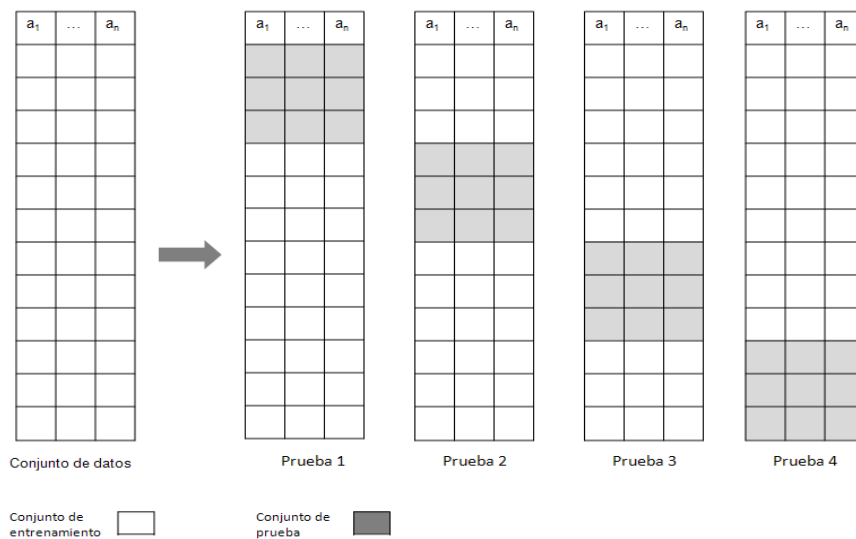 a1 ... an
a1 ... an
a1 ... an
a1 ... an
a1 ... an
Conjunto de datos
Prueba 1
Prueba 2
Prueba 3
Prueba 4
Conjunto de
entrenamiento
Conjunto de
prueba